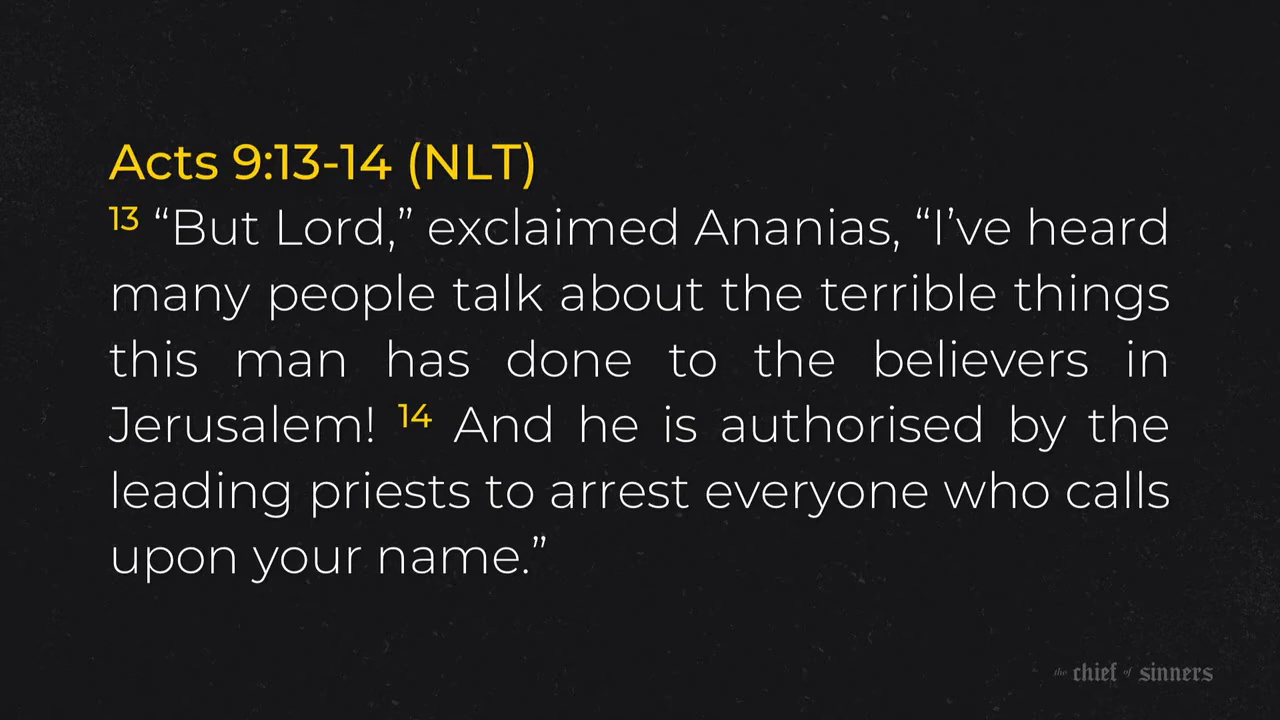 Acts 9:13-14 (NLT)
13 “But Lord,” exclaimed Ananias, “I’ve heard
many people talk about the terrible things
this man has done to the believers in
Jerusalem! 14 And he is authorised by the
leading priests to arrest everyone who calls
upon your name.”
the chief of sinners